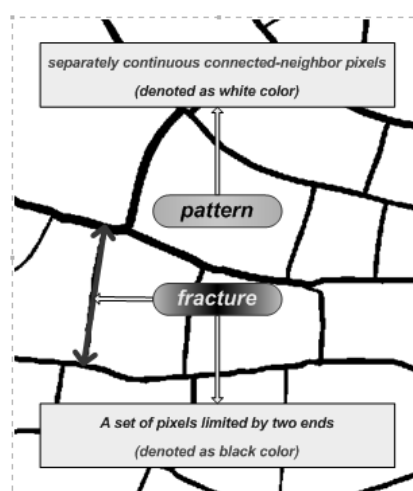 separately continuous connected-neighbor pixels
(denoted as white color)
pattern
fracture
A set of pixels limited by two ends
(denoted as black color)